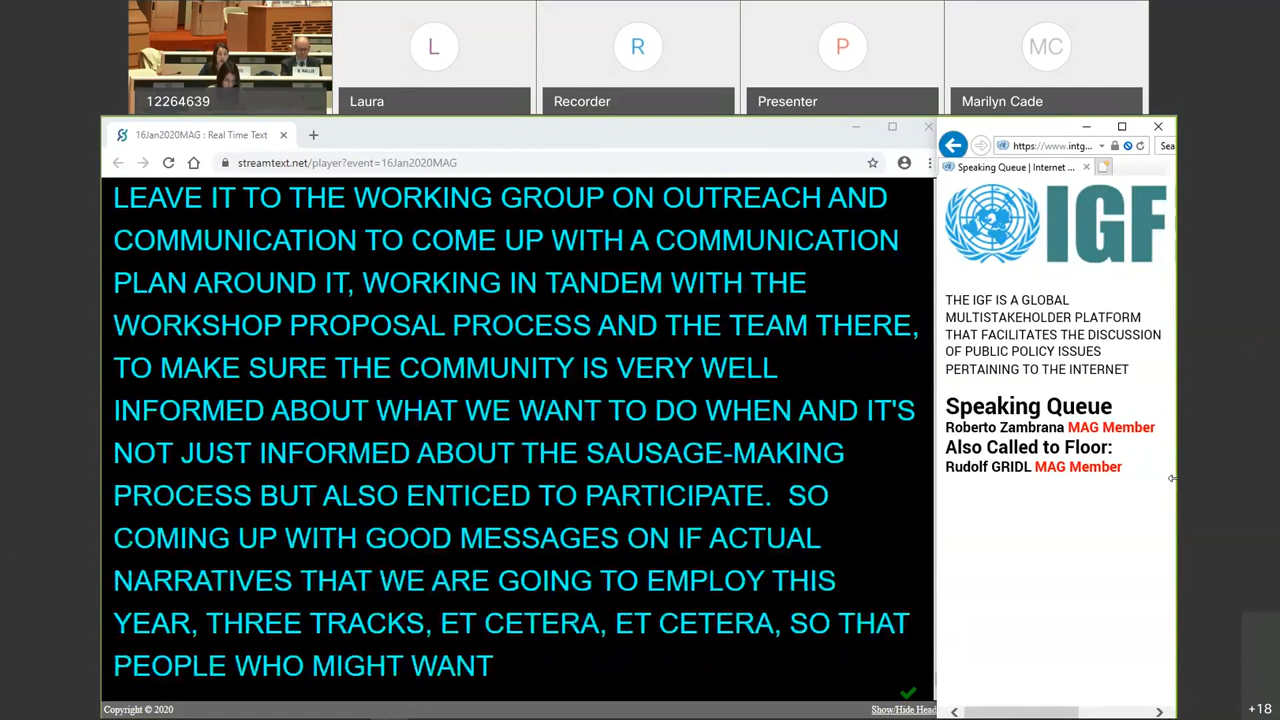 L
R
P
MC
12264639
Laura
Recorder
Presenter
Marilyn Cade
16Jan2020MAG : Real Time Text
streamtext.net/player?event=16Jan2020MAG
LEAVE IT TO THE WORKING GROUP ON OUTREACH AND
COMMUNICATION TO COME UP WITH A COMMUNICATION
PLAN AROUND IT, WORKING IN TANDEM WITH THE
WORKSHOP PROPOSAL PROCESS AND THE TEAM THERE,
TO MAKE SURE THE COMMUNITY IS VERY WELL
INFORMED ABOUT WHAT WE WANT TO DO WHEN AND IT'S
NOT JUST INFORMED ABOUT THE SAUSAGE-MAKING
PROCESS BUT ALSO ENTICED TO PARTICIPATE.  SO
COMING UP WITH GOOD MESSAGES ON IF ACTUAL
NARRATIVES THAT WE ARE GOING TO EMPLOY THIS
YEAR, THREE TRACKS, ET CETERA, ET CETERA, SO THAT
PEOPLE WHO MIGHT WANT
Copyright © 2020
Show/Hide Head
https://www.intg...
Sea
Speaking Queue | Internet ...
IGF
THE IGF IS A GLOBAL
MULTISTAKEHOLDER PLATFORM
THAT FACILITATES THE DISCUSSION
OF PUBLIC POLICY ISSUES
PERTAINING TO THE INTERNET
Speaking Queue
Roberto Zambrana MAG Member
Also Called to Floor:
Rudolf GRIDL MAG Member
+18